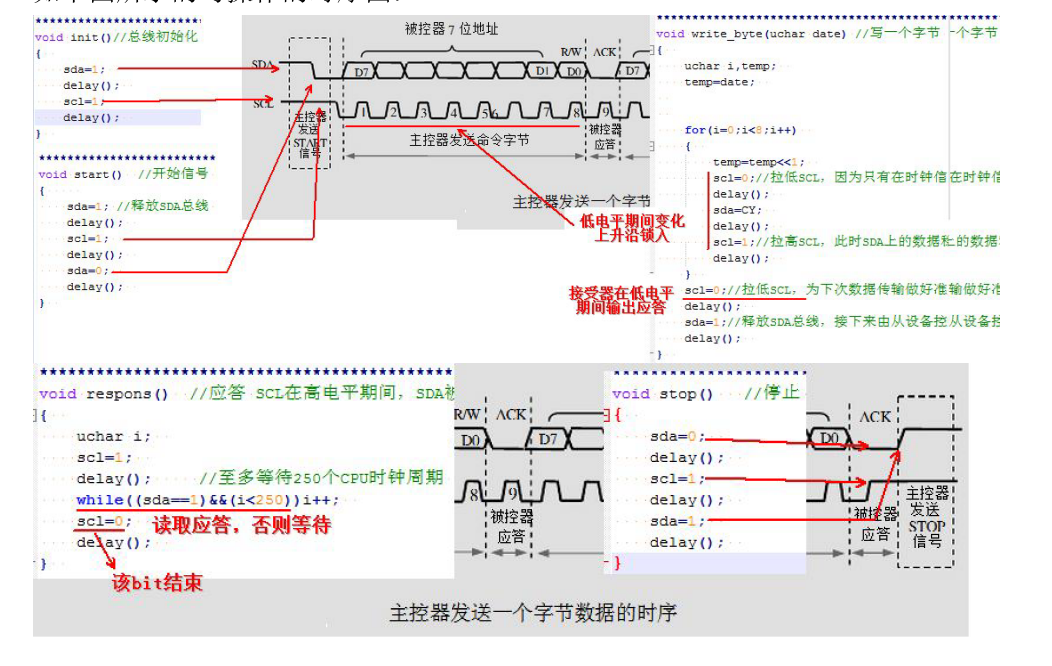 void init()//总线初始化
{
sda=1;
delay();
scl=1;
delay();
}
void start()  //开始信号
{
sda=1; //释放SDA总线
delay();
scl=1;
delay();
sda=0;
delay();
}
被控器 7 位地址
R/W ACK
SDA
D7 D1 D0 D7
SCL
1 2 3 4 5 6 7 8 9
主控器
发送
START
信号
主控器发送命令字节
被控器
应答
主控器发送一个字节
低电平期间变化
上升沿锁入
接受器在低电平
期间输出应答
void write_byte(uchar date) //写一个字节 一个字节
{
uchar i,temp;
temp=date;
for(i=0;i<8;i++)
{
temp=temp<<1;
scl=0;//拉低SCL, 因为只有在时钟信在时钟信
delay();
sda=CY;
delay();
scl=1;//拉高SCL, 此时SDA上的数据
delay();
}
scl=0;//拉低SCL, 为下次数据传输做好准输做好准
delay();
sda=1;//释放SDA总线, 接下来由从设备控从设备控
delay();
}
void respons()  //应答 SCL在高电平期间, SDA被
{
uchar i;
scl=1;
delay();  //至多等待250个CPU时钟周期
while((sda==1)&&(i<250))i++;
scl=0; 读取应答, 否则等待
delay();
}
该bit结束
R/W ACK
D0 D7
8 9
被控器
应答
void stop()  //停止
{
sda=0;
delay();
scl=1;
delay();
sda=1;
delay();
}
ACK
D0
被控器
应答
主控器
发送
STOP
信号
主控器发送一个字节数据的时序